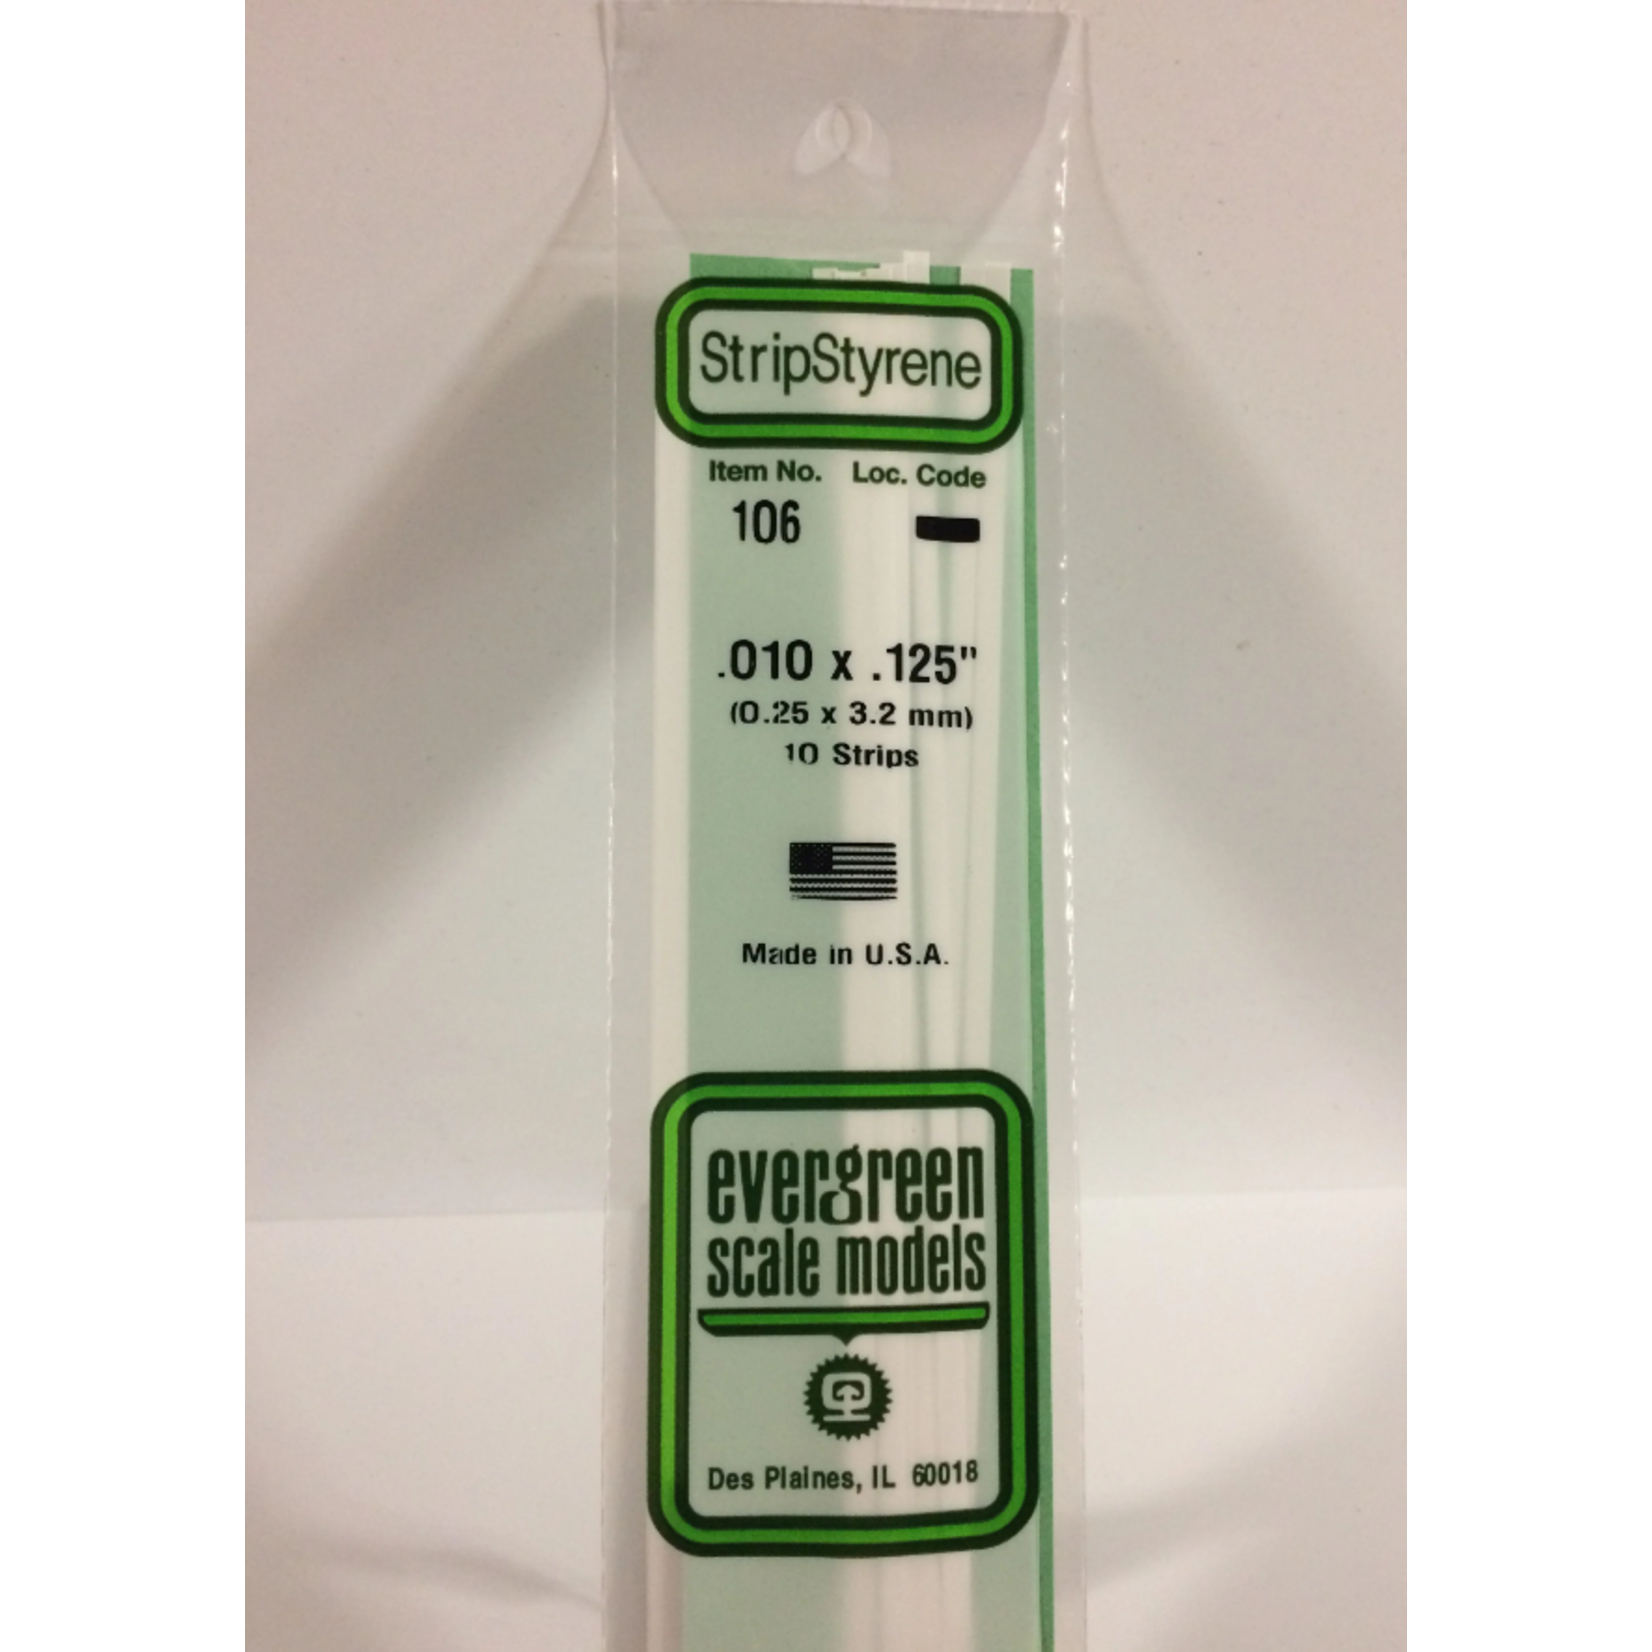 StripStyrene
Item No. Loc. Code
106
.010 x .125"
(0.25 x 3.2 mm)
10 Strips
Made in U.S.A.
evergreen
scale models
Des Plaines, IL 60018